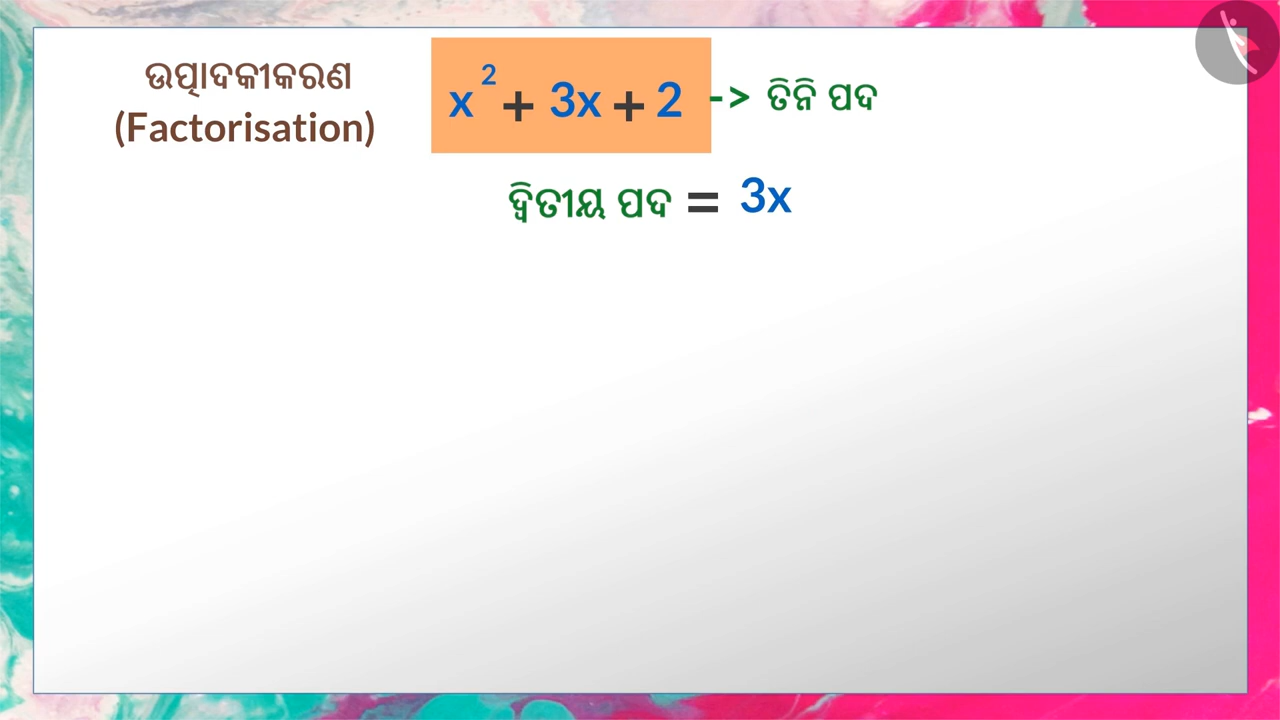 ଉତ୍ପାଦକୀକରଣ
(Factorisation)
x² + 3x + 2 -> ତିନି ପଦ
ଦ୍ୱିତୀୟ ପଦ = 3x